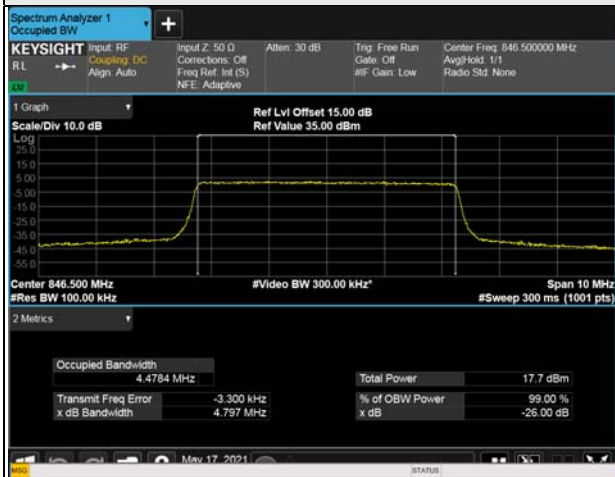 Spectrum Analyzer 1
Occupied BW
KEYSIGHT
RL
Input: RF
Coupling: DC
Align: Auto
Input Z: 50 Ω
Corrections: Off
Freq Ref: Int (S)
NFE: Adaptive
Atten: 30 dB
Trig: Free Run
Gate: Off
#IF Gain: Low
Center Freq: 846.500000 MHz
Avg|Hold: 1/1
Radio Std: None
1 Graph
Scale/Div 10.0 dB
Ref Lvl Offset 15.00 dB
Ref Value 35.00 dBm
Log
25.0
15.0
5.00
-5.00
-15.0
-25.0
-35.0
-45.0
-55.0
Center 846.500 MHz
#Res BW 100.00 kHz
#Video BW 300.00 kHz*
Span 10 MHz
#Sweep 300 ms (1001 pts)
2 Metrics
Occupied Bandwidth
4.4784 MHz
Total Power 17.7 dBm
Transmit Freq Error -3.300 kHz
% of OBW Power 99.00 %
x dB Bandwidth 4.797 MHz
x dB -26.00 dB
May 17, 2021
MSG
STATUS